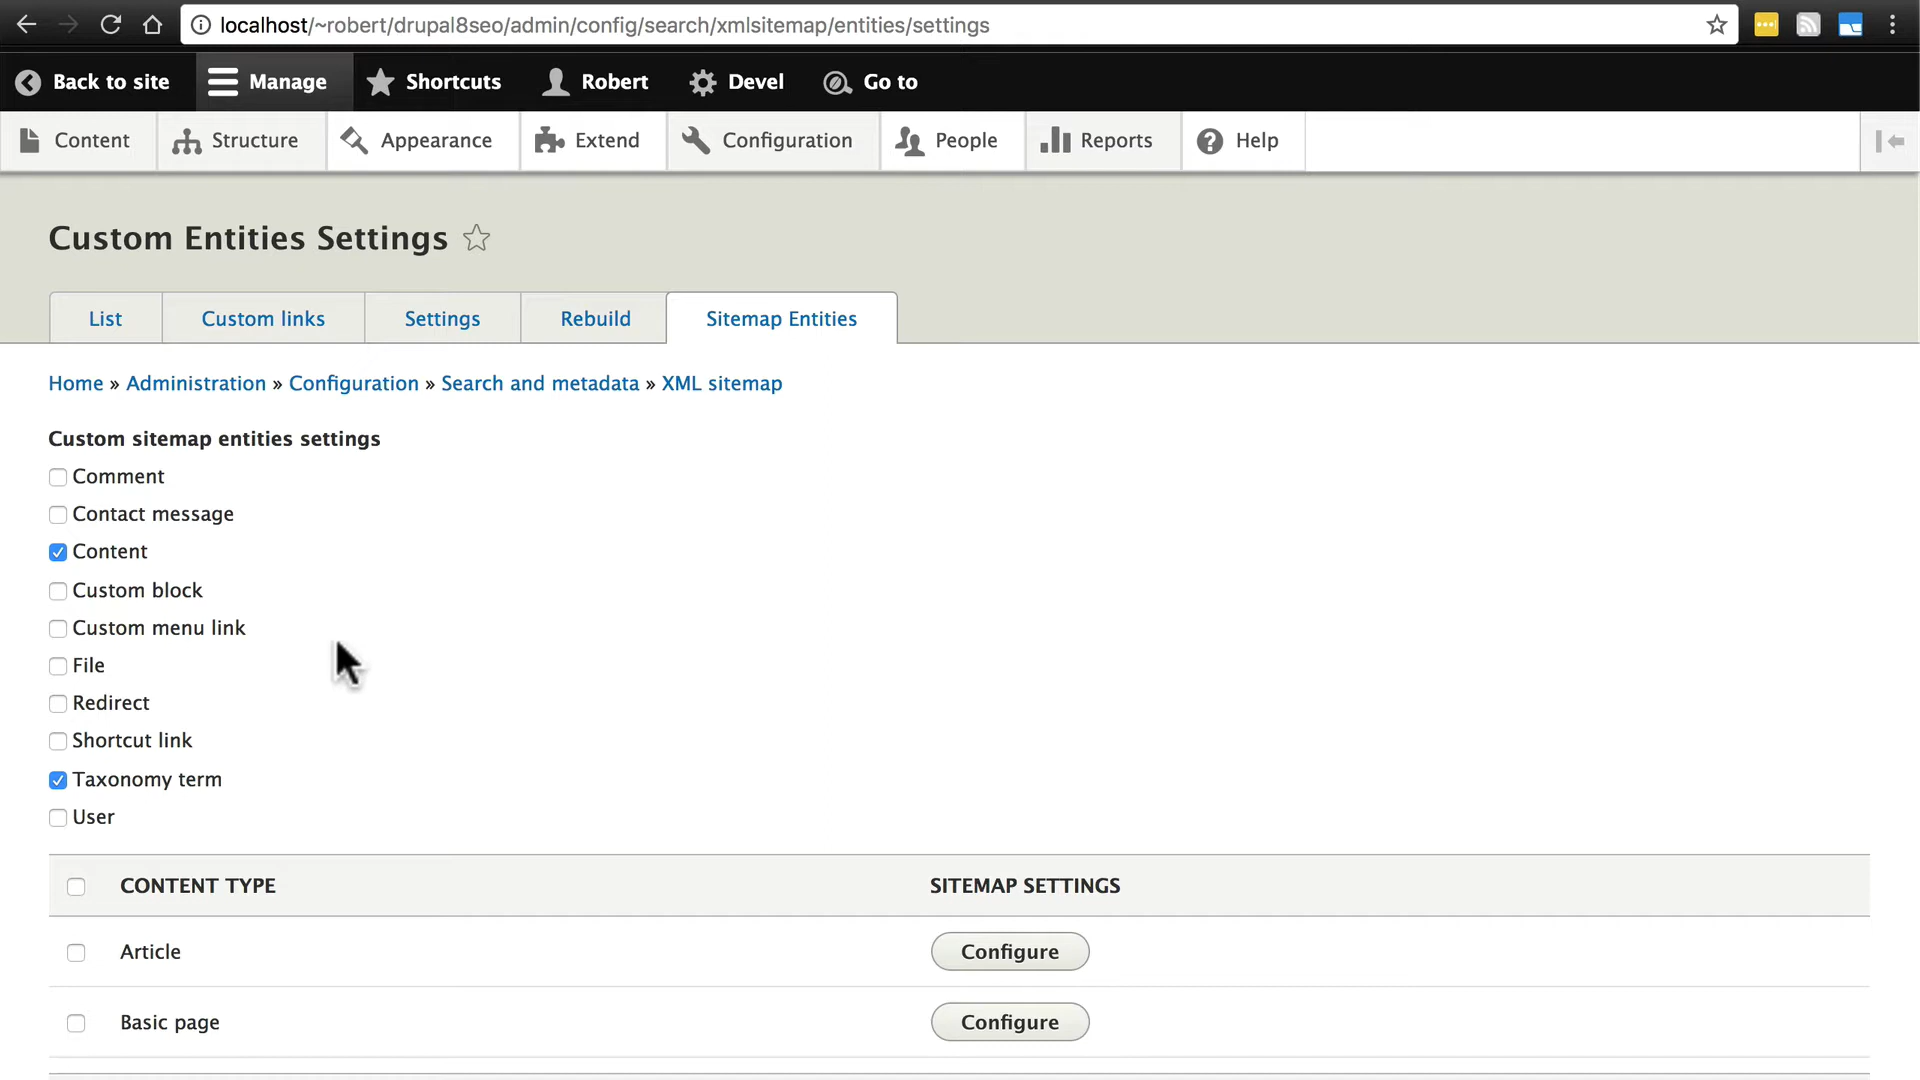 localhost/~robert/drupal8seo/admin/config/search/xmlsitemap/entities/settings
Back to site Manage Shortcuts Robert Devel Go to
Content Structure Appearance Extend Configuration People Reports Help
Custom Entities Settings
List Custom links Settings Rebuild Sitemap Entities
Home » Administration » Configuration » Search and metadata » XML sitemap
Custom sitemap entities settings
Comment
Contact message
Content
Custom block
Custom menu link
File
Redirect
Shortcut link
Taxonomy term
User
CONTENT TYPE SITEMAP SETTINGS
Article Configure
Basic page Configure